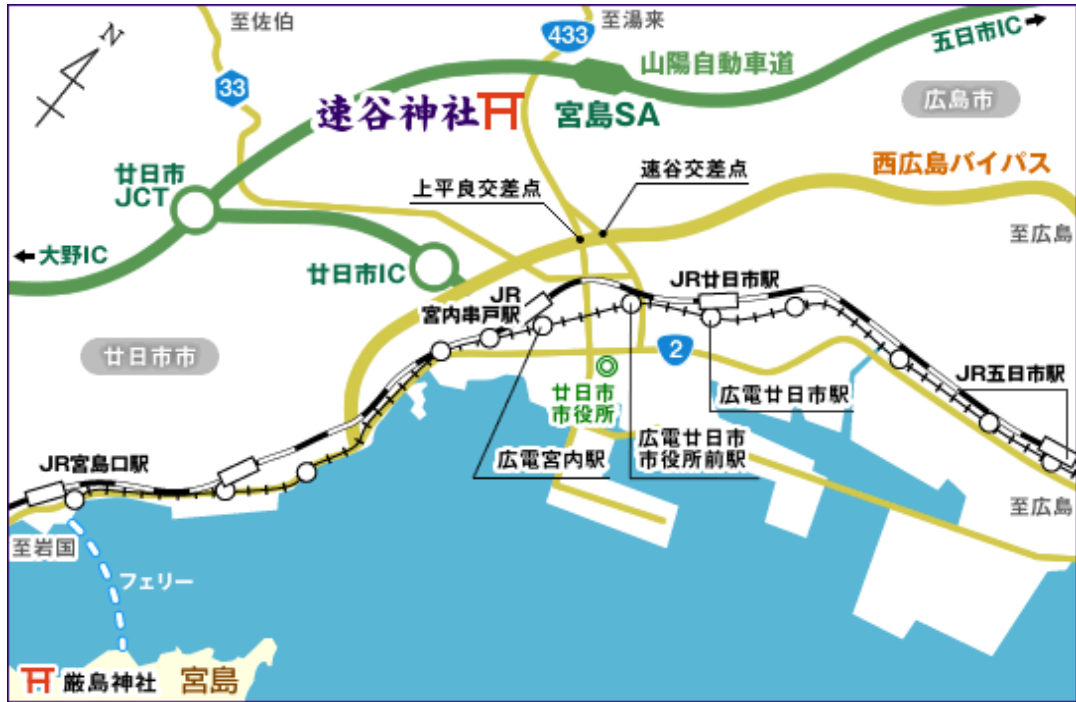 N
至佐伯
至湯来
433
五日市IC
山陽自動車道
33
広島市
速谷神社
宮島SA
西広島バイパス
速谷交差点
廿日市
JCT
上平良交差点
至広島
大野IC
廿日市IC
JR廿日市駅
JR
宮内串戸駅
廿日市市
2
JR五日市駅
廿日市
市役所
広電廿日市駅
広電宮内駅
広電廿日市
市役所前駅
JR宮島口駅
至広島
至岩国
フェリー
厳島神社
宮島